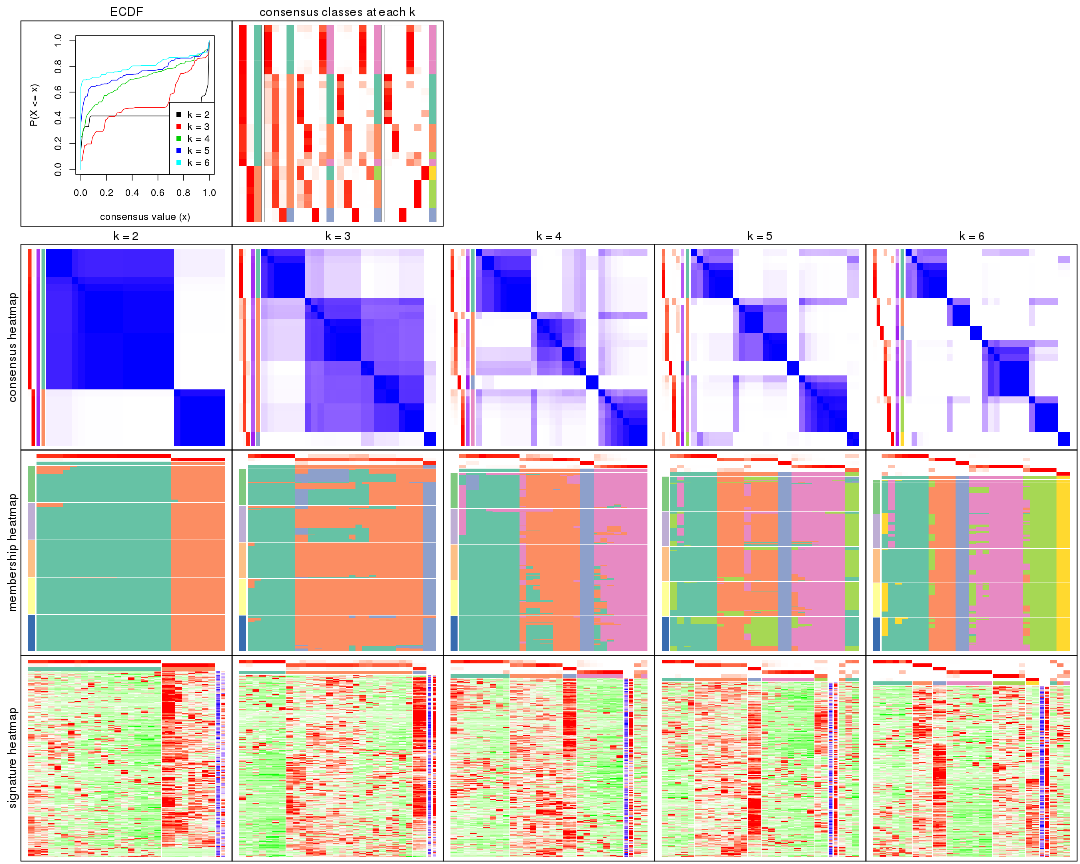 ECDF
consensus classes at each k
P(X <= x)
1.0
0.8
0.6
0.4
0.2
0.0
k = 2
k = 3
k = 4
k = 5
k = 6
0.0 0.2 0.4 0.6 0.8 1.0
consensus value (x)
k = 2
k = 3
k = 4
k = 5
k = 6
consensus heatmap
membership heatmap
signature heatmap